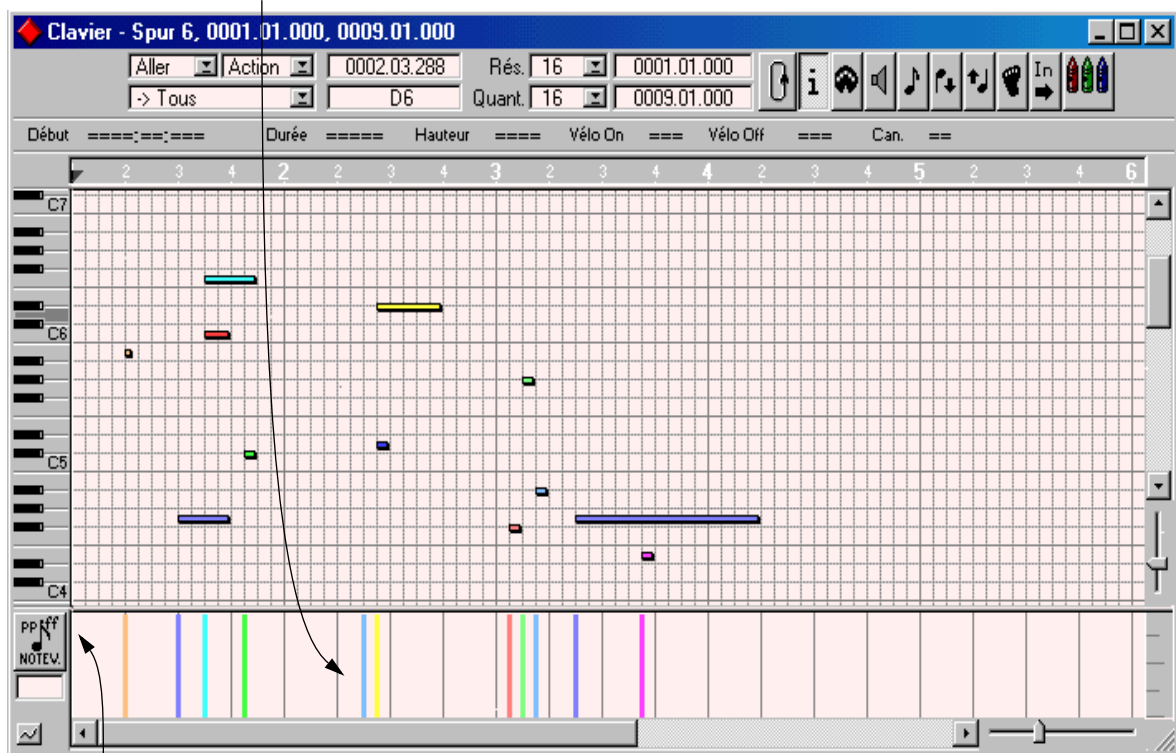 Clavier - Spur 6, 0001.01.000, 0009.01.000
Aller Action 0002.03.288 Rés. 16 0001.01.000 In
-> Tous D6 Quant. 16 0009.01.000
Début ====:==:=== Durée ===== Hauteur ==== Vélo On === Vélo Off === Can. ==
2 3 4 2 2 3 4 3 2 3 4 4 2 3 4 5 2 3 4 6
C7
C6
C5
C4
PP ff
NOTEV.